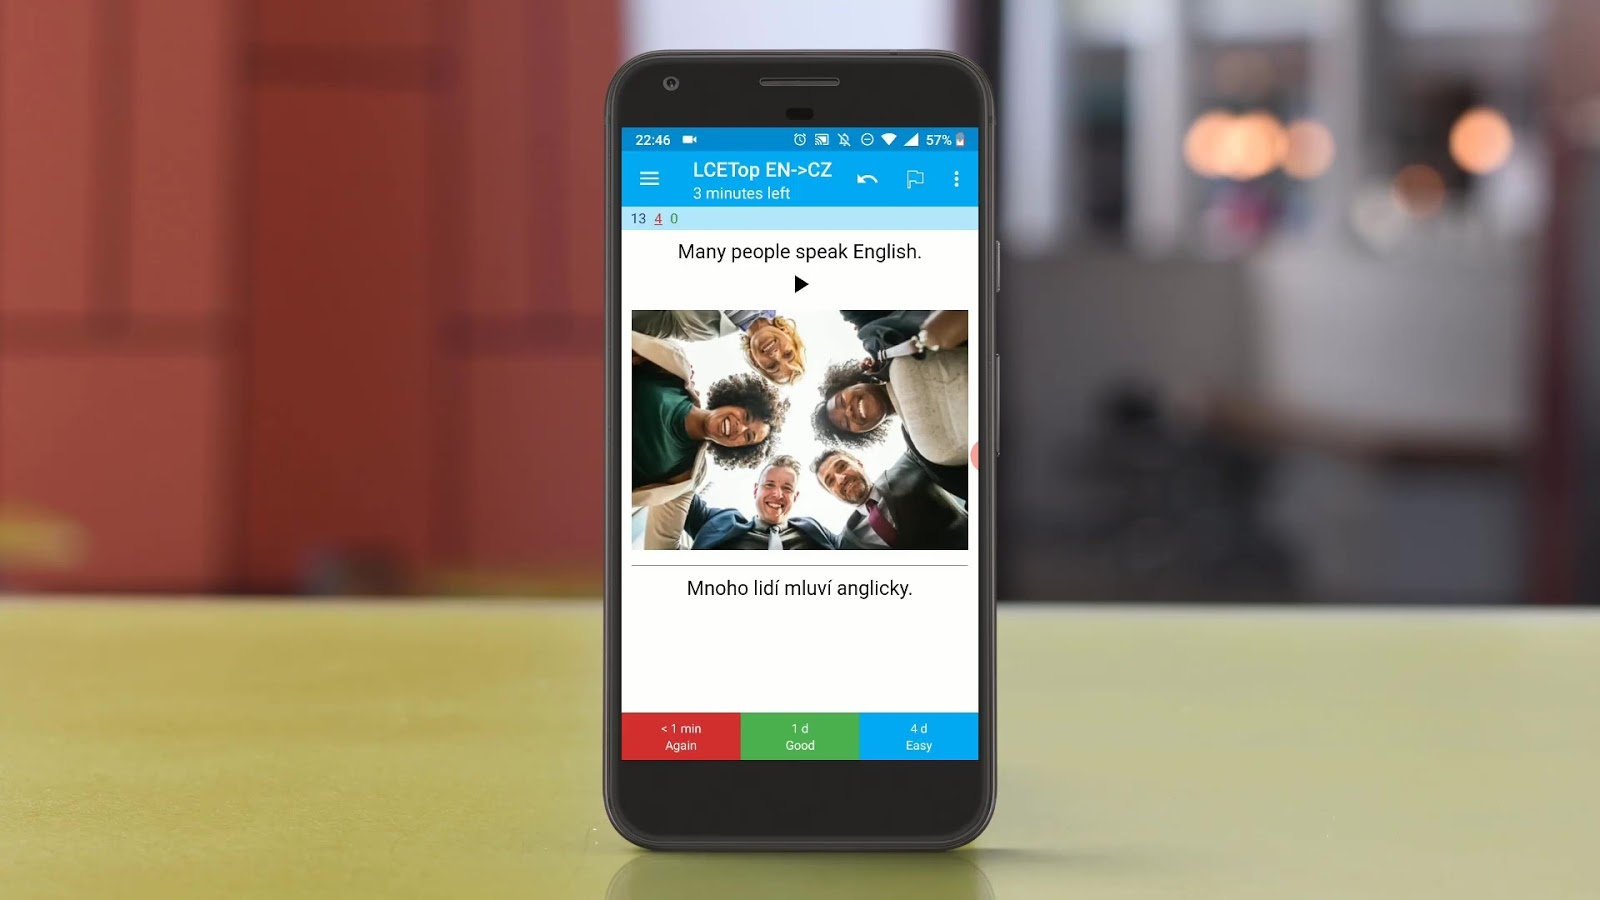 22:46 57%
LCETop EN->CZ
3 minutes left
13 4 0
Many people speak English.
Mnoho lidí mluví anglicky.
< 1 min 1 d 4 d
Again Good Easy